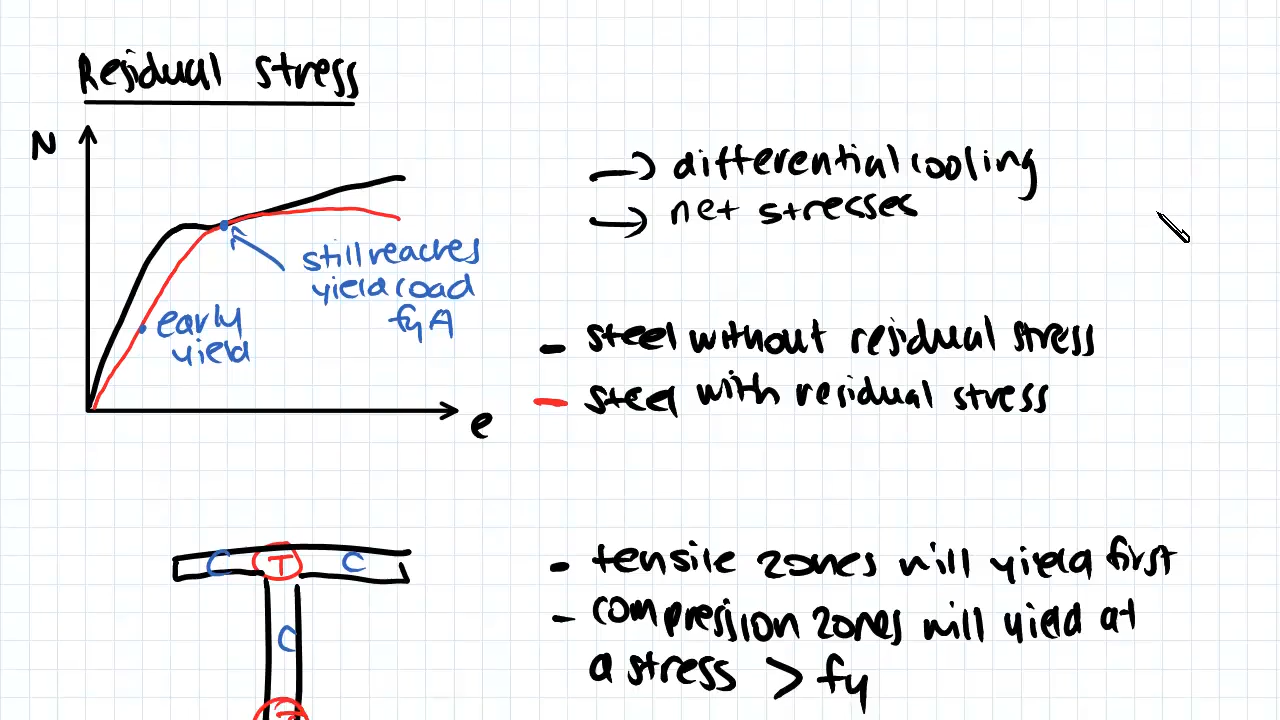 Residual stress
N
→ differential cooling
→ net stresses
still reaches
yield load
fyA
early
yield
- steel without residual stress
- steel with residual stress
e
C T C
C
- tensile zones will yield first
- compression zones will yield at
a stress > fy